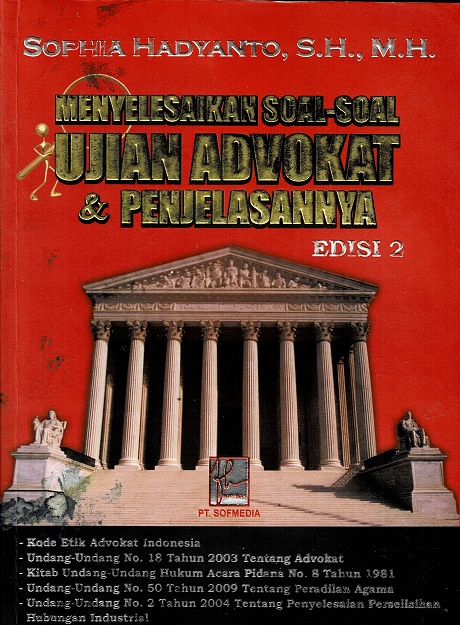 SOPHIA HADYANTO, S.H., M.H.
MENYELESAIKAN SOAL-SOAL
UJIAN ADVOKAT
& PENJELASANNYA
EDISI 2
PT. SOFMEDIA
- Kode Etik Advokat Indonesia
- Undang-Undang No. 18 Tahun 2003 Tentang Advokat
- Kitab Undang-Undang Hukum Acara Pidana No. 8 Tahun 1981
- Undang-Undang No. 50 Tahun 2009 Tentang Peradilan Agama
- Undang-Undang No. 2 Tahun 2004 Tentang Penyelesaian Perselisihan
Hubungan Industrial